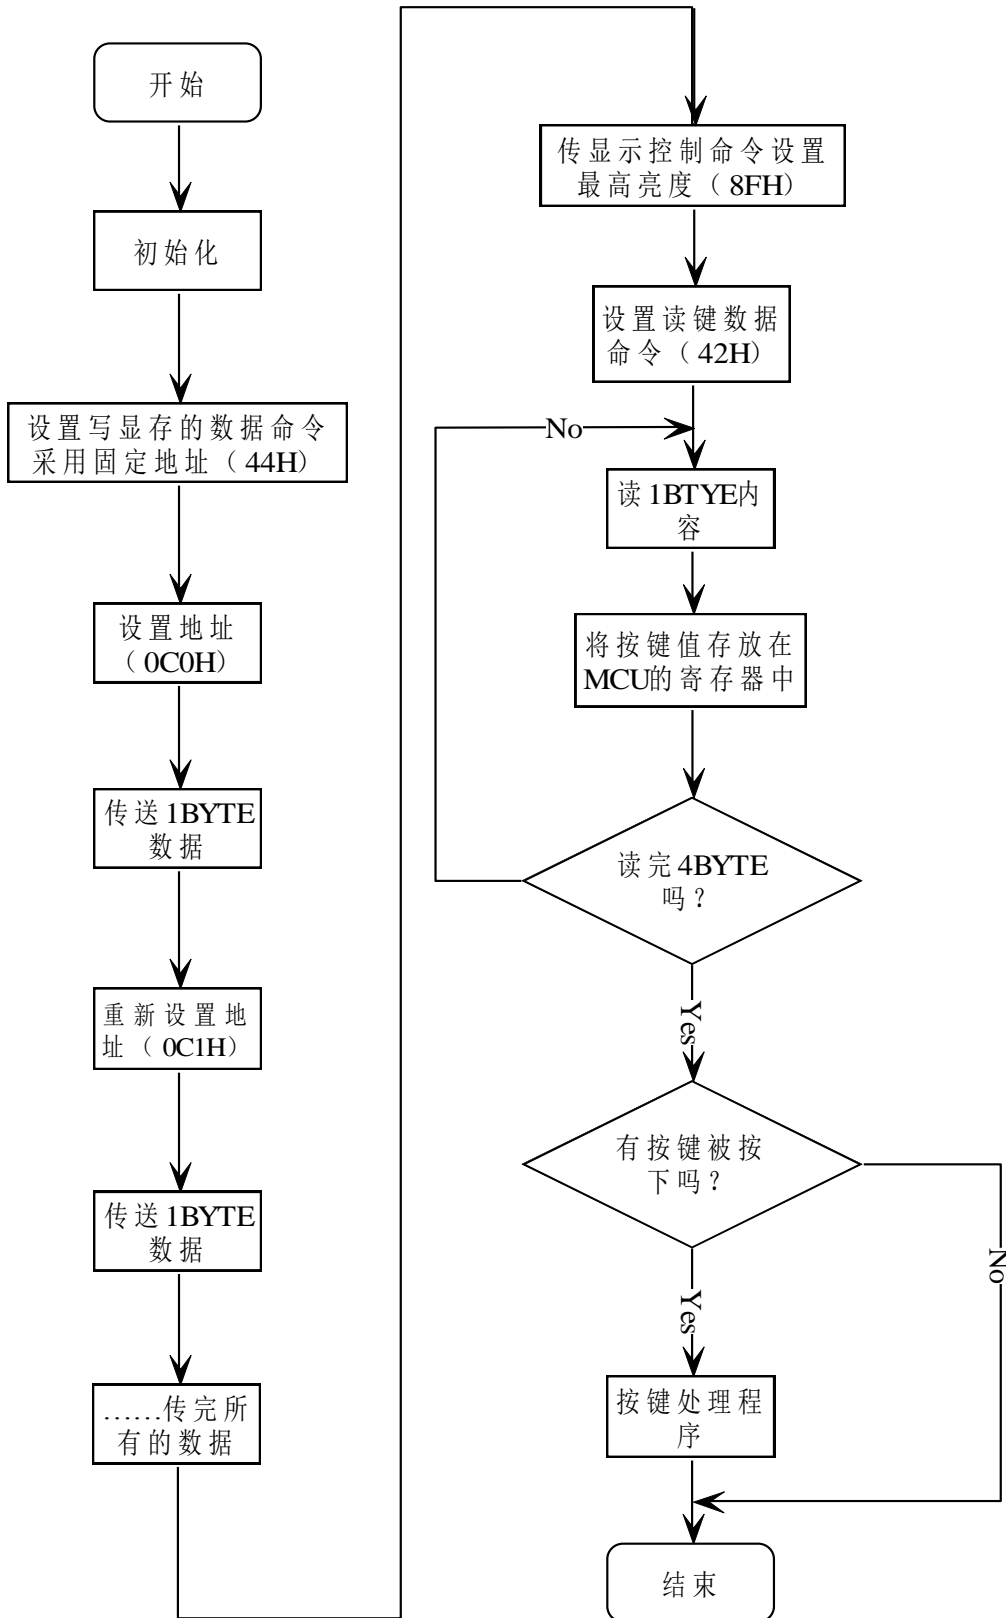 开始
初始化
设置写显存的数据命令
采用固定地址（44H）
设置地址
（0C0H）
传送1BYTE
数据
重新设置地
址（0C1H）
传送1BYTE
数据
……传完所
有的数据
传显示控制命令设置
最高亮度（8FH）
设置读键数据
命令（42H）
No
读1BTYE内
容
将按键值存放在
MCU的寄存器中
读完4BYTE
吗？
Yes
有按键被按
下吗？
No
Yes
按键处理程
序
结束